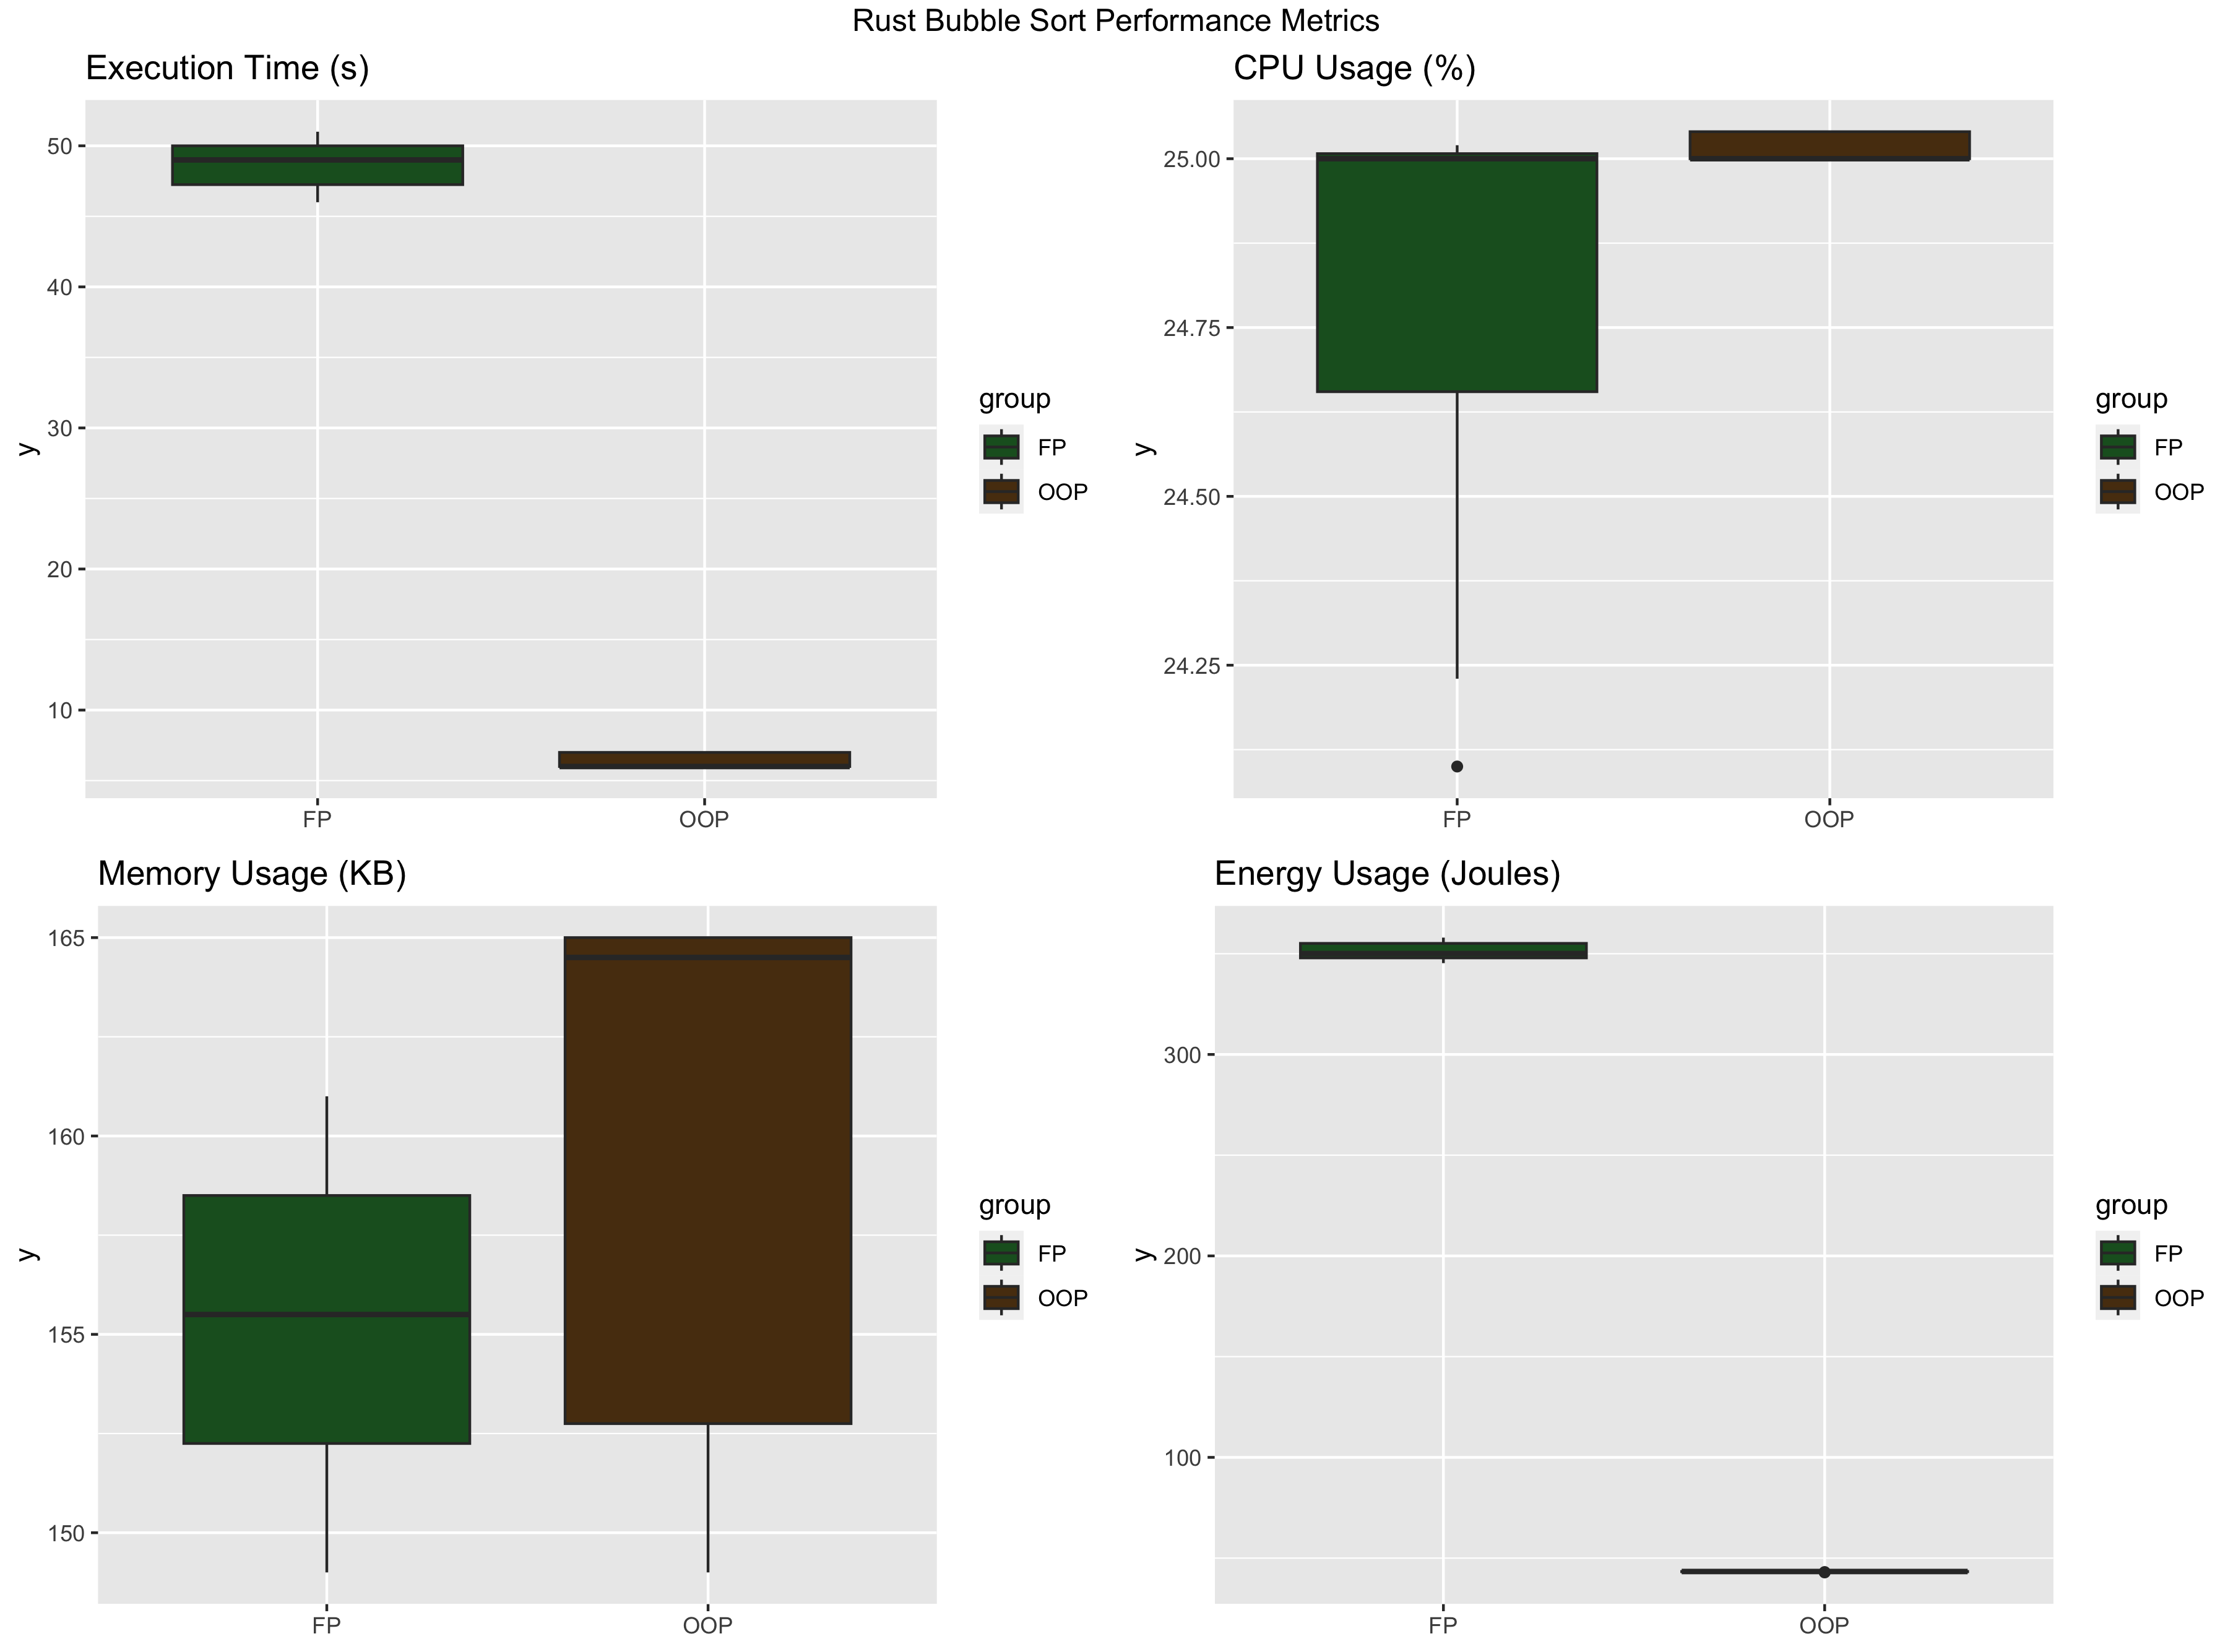 Rust Bubble Sort Performance Metrics
Execution Time (s)
y
50
40
30
20
10
FP
OOP
group
FP
OOP
CPU Usage (%)
y
25.00
24.75
24.50
24.25
FP
OOP
group
FP
OOP
Memory Usage (KB)
y
165
160
155
150
FP
OOP
group
FP
OOP
Energy Usage (Joules)
y
300
200
100
FP
OOP
group
FP
OOP